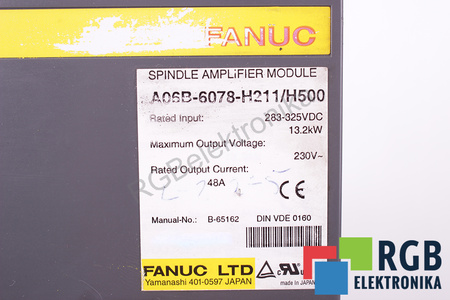 FANUC
SPINDLE AMPLIFIER MODULE
A06B-6078-H211/H500
Rated Input: 283-325VDC
13.2kW
Maximum Output Voltage:
230V~
Rated Output Current:
48A
CE
Manual-No.: B-65162 DIN VDE 0160
FANUC LTD
Yamanashi 401-0597 JAPAN
made in JAPAN
RGBelektronika
RGB
ELEKTRONIKA